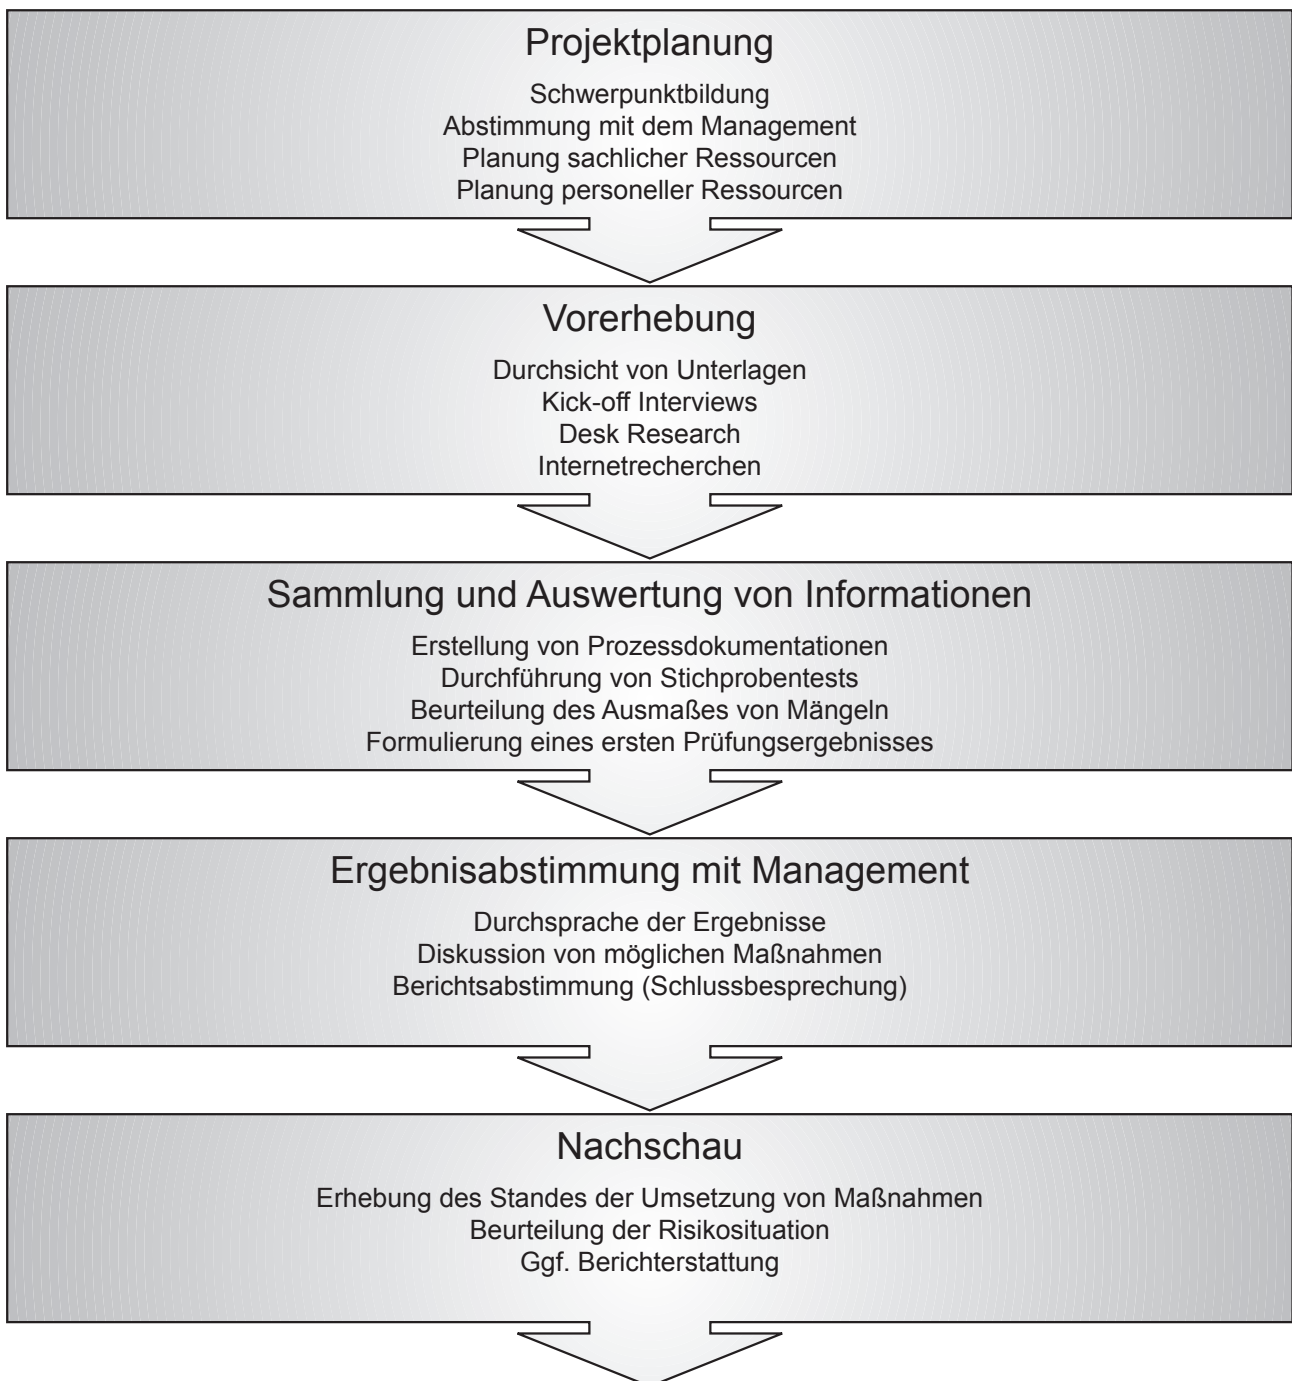 Projektplanung
Schwerpunktbildung
Abstimmung mit dem Management
Planung sachlicher Ressourcen
Planung personeller Ressourcen
Vorerhebung
Durchsicht von Unterlagen
Kick-off Interviews
Desk Research
Internetrecherchen
Sammlung und Auswertung von Informationen
Erstellung von Prozessdokumentationen
Durchführung von Stichprobentests
Beurteilung des Ausmaßes von Mängeln
Formulierung eines ersten Prüfungsergebnisses
Ergebnisabstimmung mit Management
Durchsprache der Ergebnisse
Diskussion von möglichen Maßnahmen
Berichtsabstimmung (Schlussbesprechung)
Nachschau
Erhebung des Standes der Umsetzung von Maßnahmen
Beurteilung der Risikosituation
Ggf. Berichterstattung